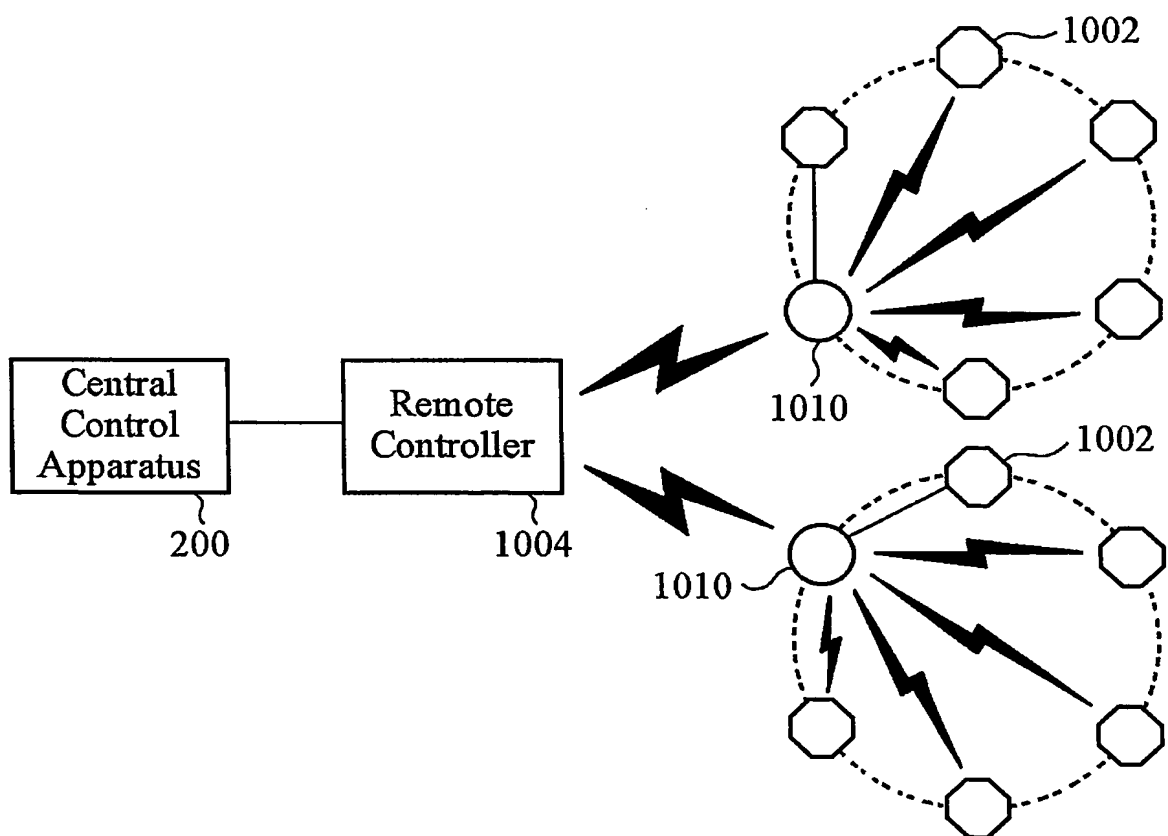 1002
Central
Control
Apparatus
200
Remote
Controller
1004
1010
1002
1010